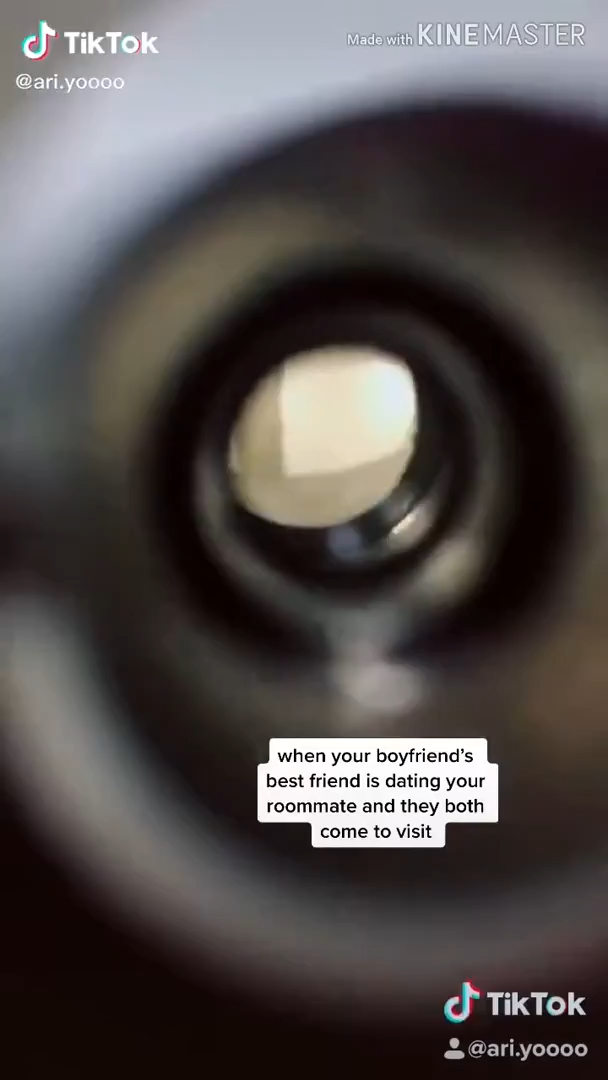 TikTok
Made with KINEMASTER
@ari.yoooo
when your boyfriend's
best friend is dating your
roommate and they both
come to visit
TikTok
@ari.yoooo